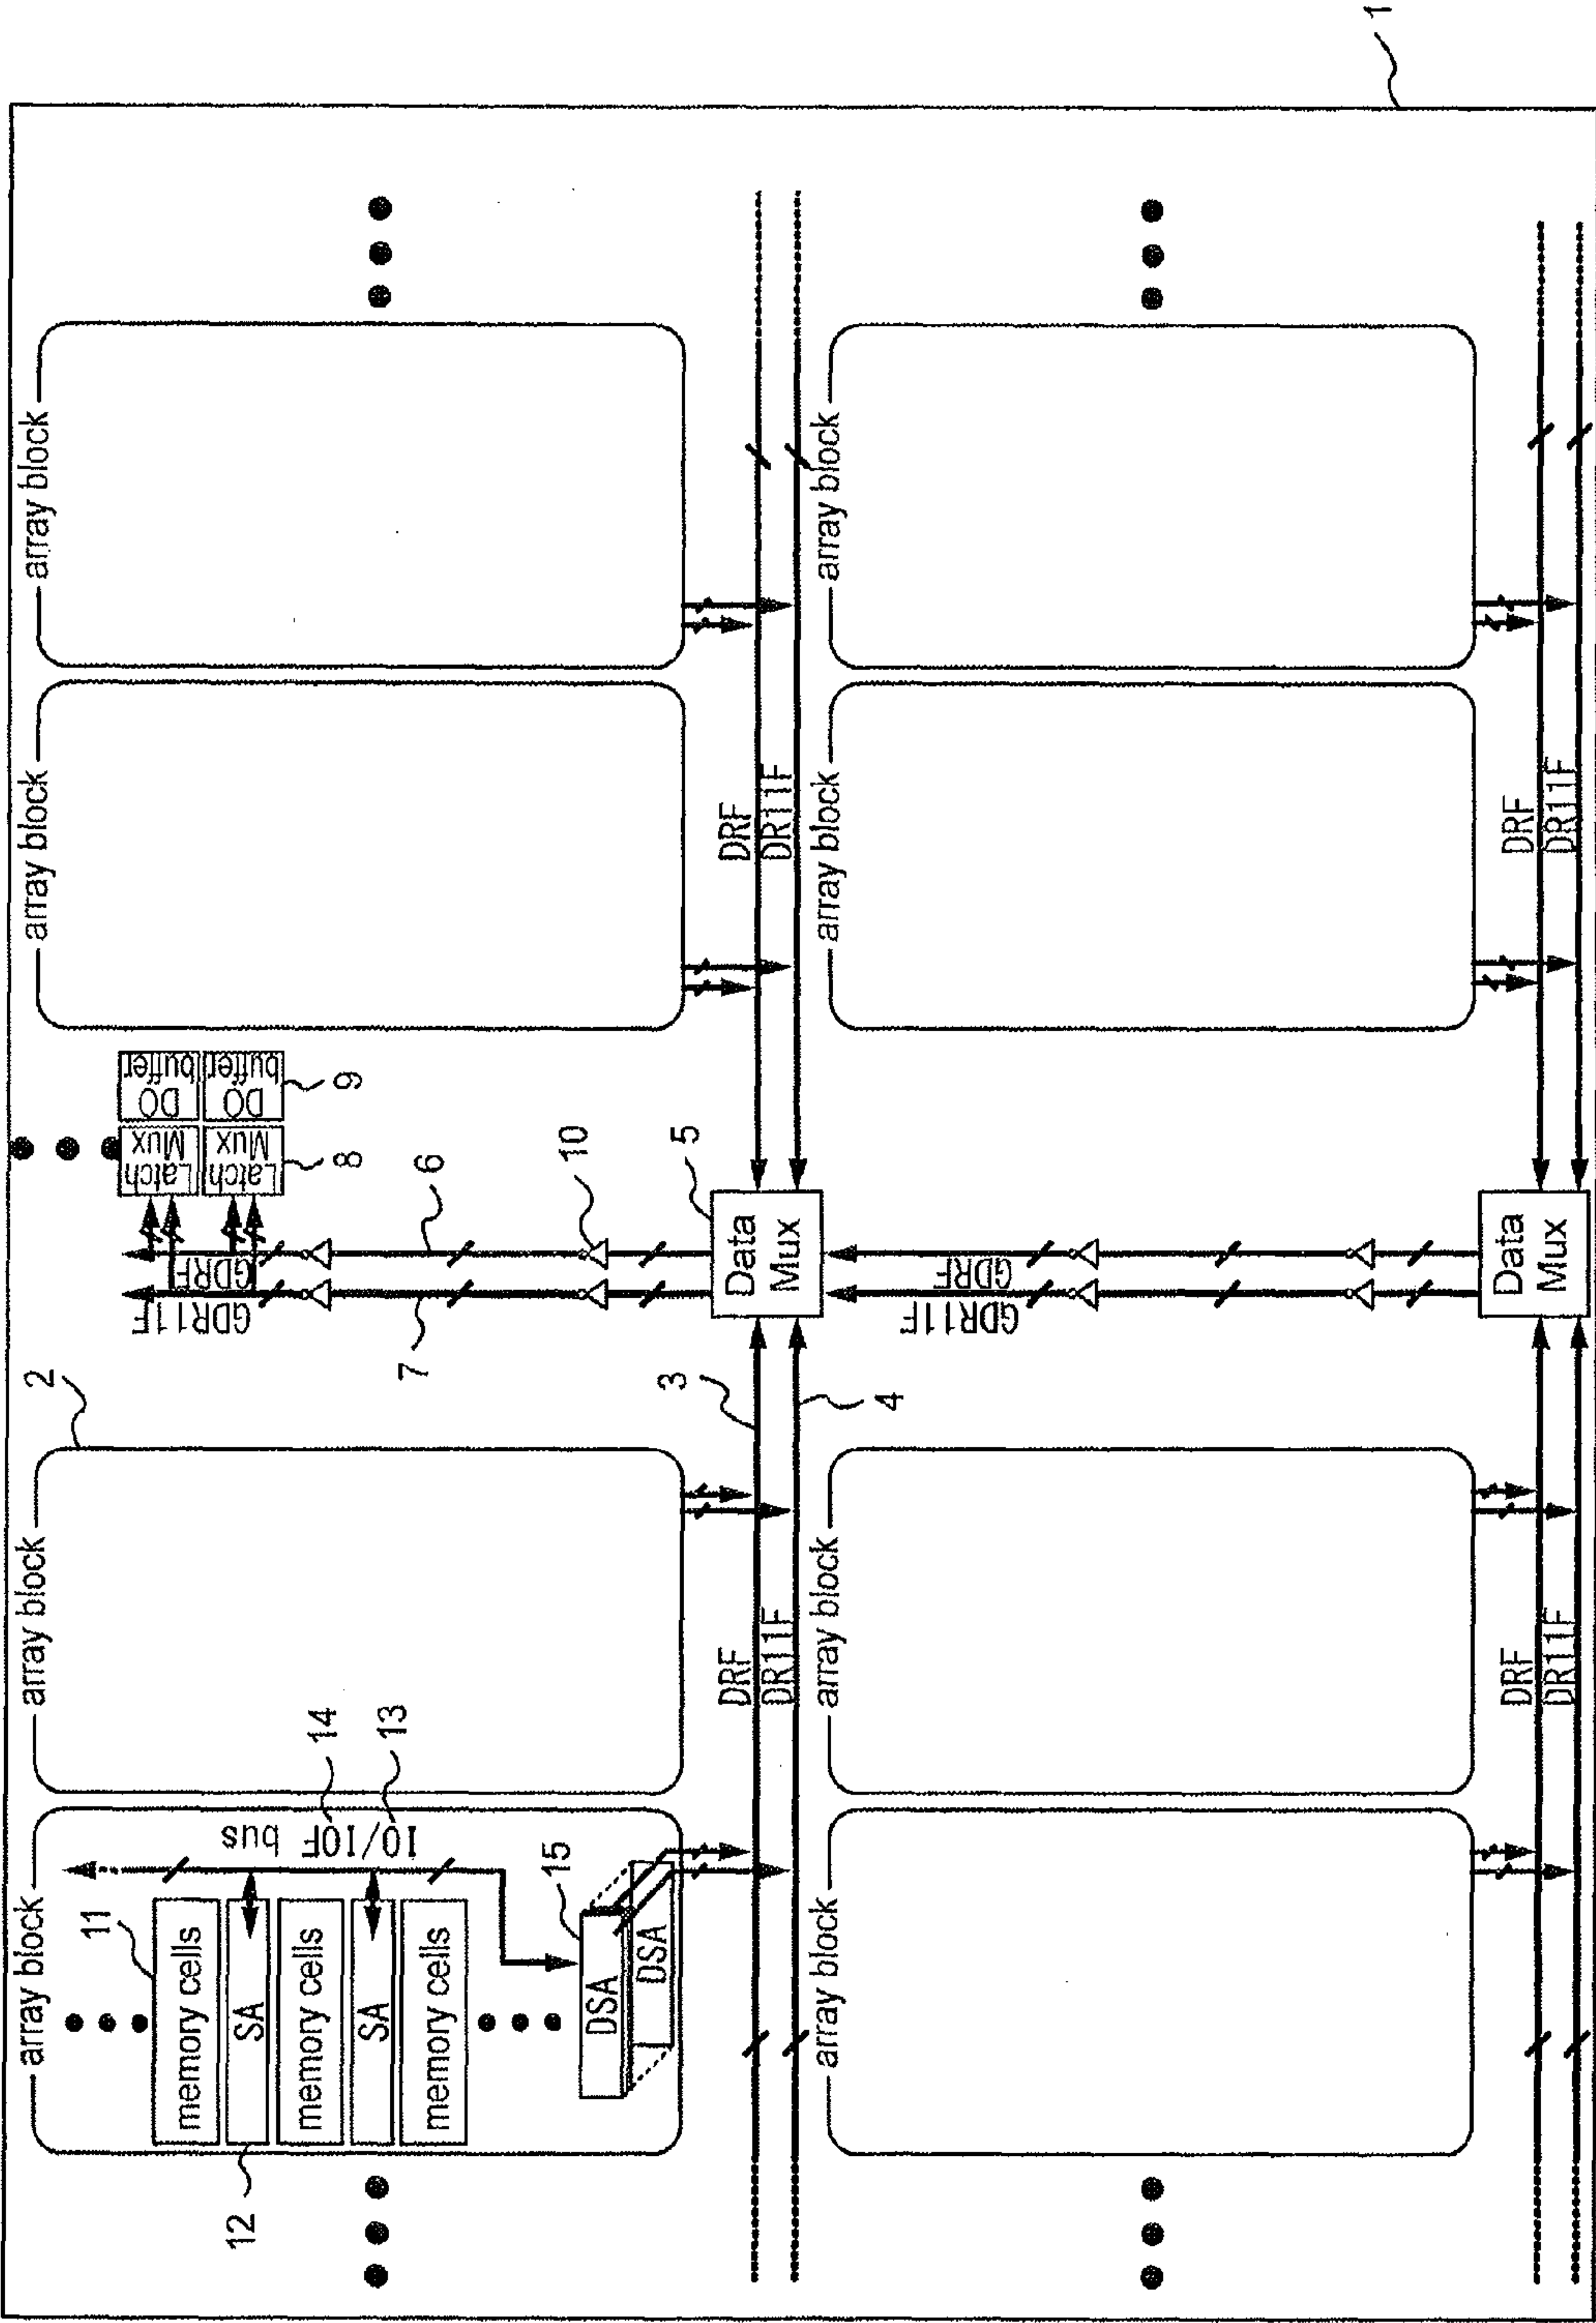 1
array block
array block
array block
array block
2
12
11
memory cells
SA
memory cells
SA
memory cells
IO/IOF bus
14
13
15
DSA
DSA
GDR11F
GDRF
Latch
Mux
DQ
buffer
Latch
Mux
DQ
buffer
8
9
7
6
10
5
Data
Mux
3
4
DRF
DR11F
DRF
DR11F
array block
array block
array block
array block
GDR11F
GDRF
Data
Mux
DRF
DR11F
DRF
DR11F